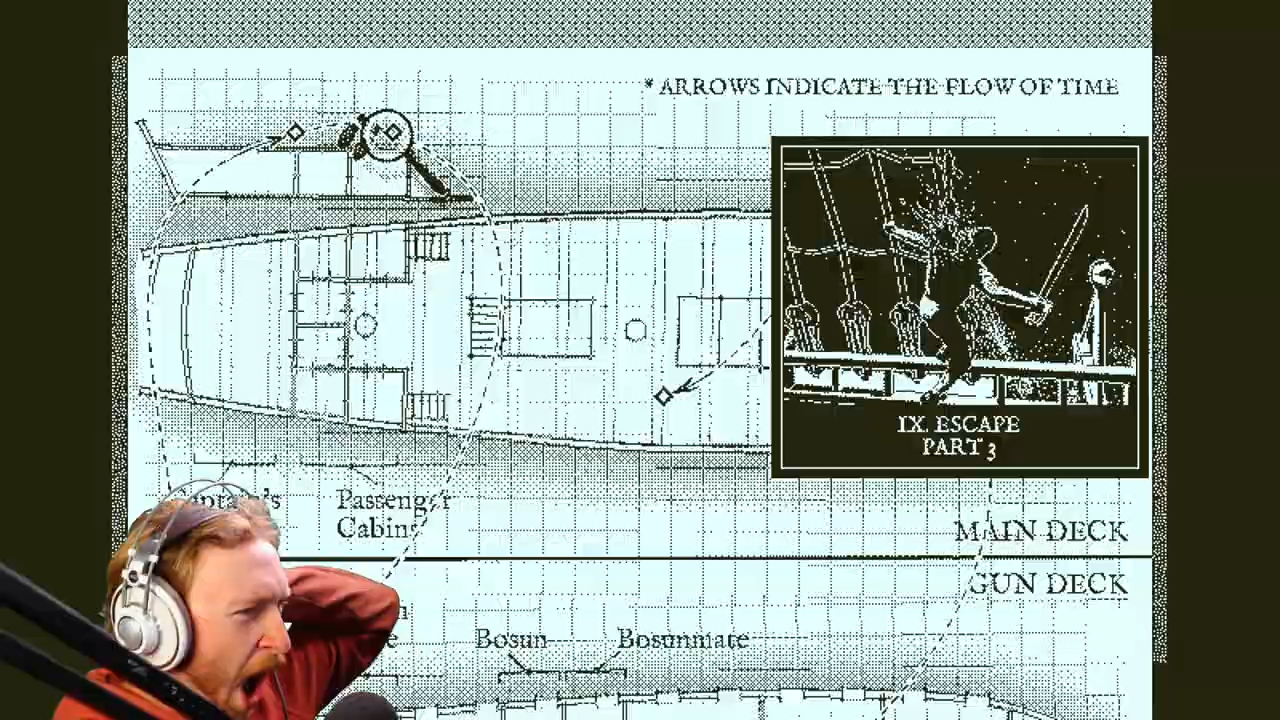 * ARROWS INDICATE THE FLOW OF TIME
IX. ESCAPE
PART 3
Passenger
Cabins
MAIN DECK
GUN DECK
Bosun
Bosunmate